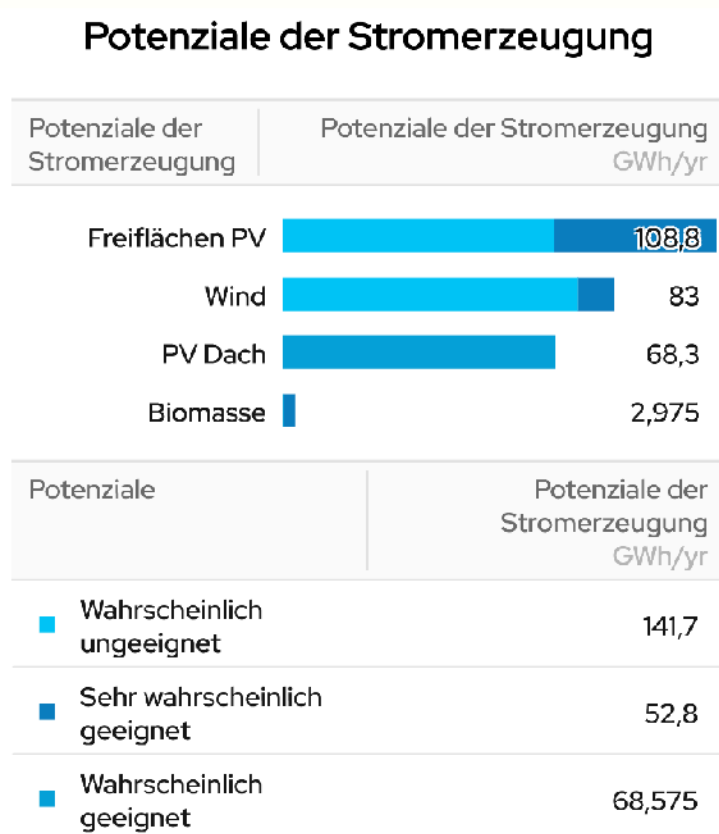 Potenziale der Stromerzeugung
Potenziale der
Stromerzeugung
Potenziale der Stromerzeugung
GWh/yr
Freiflächen PV 108,8
Wind 83
PV Dach 68,3
Biomasse 2,975
Potenziale
Potenziale der
Stromerzeugung
GWh/yr
Wahrscheinlich
ungeeignet
141,7
Sehr wahrscheinlich
geeignet
52,8
Wahrscheinlich
geeignet
68,575